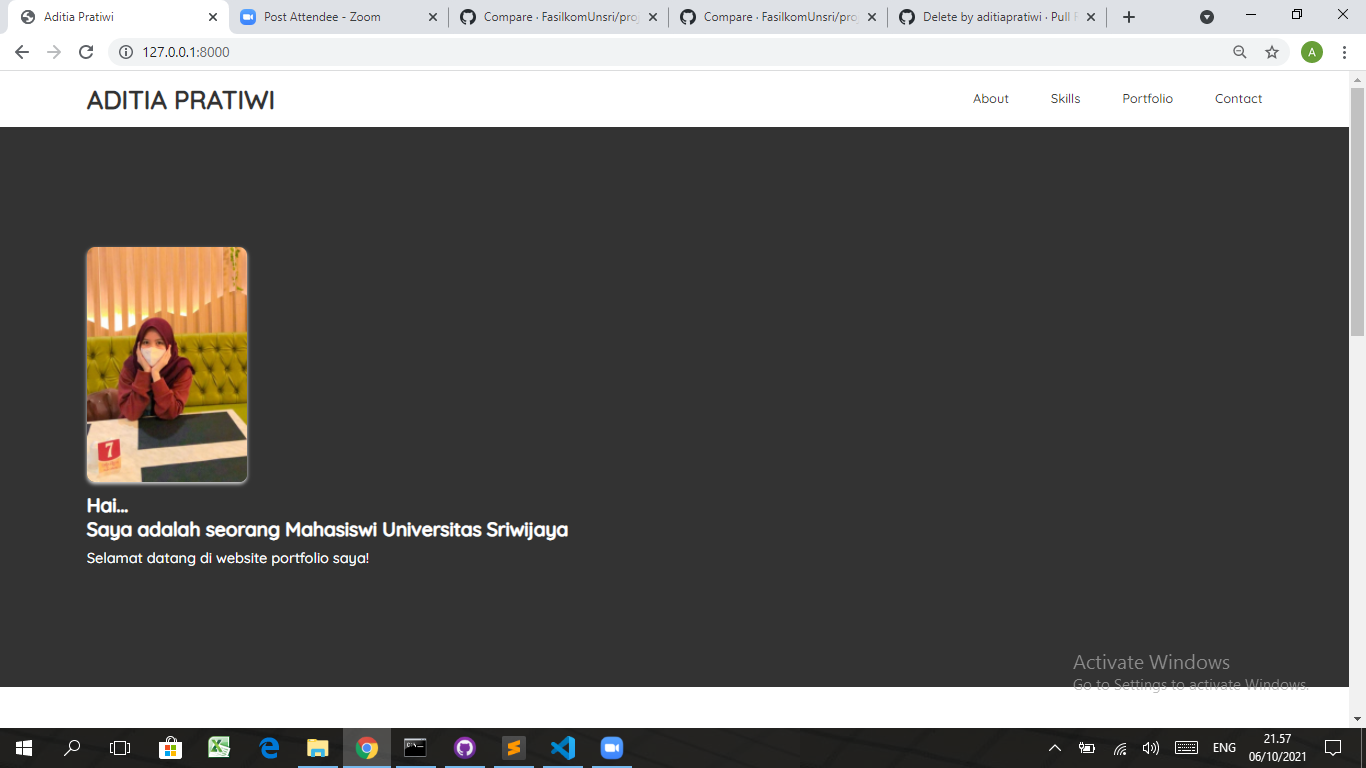 Aditia Pratiwi
Post Attendee - Zoom
Compare · FasilkomUnsri/pro
Compare · FasilkomUnsri/pro
Delete by aditiapratiwi · Pull
127.0.0.1:8000
A
ADITIA PRATIWI
About
Skills
Portfolio
Contact
7
Hai...
Saya adalah seorang Mahasiswi Universitas Sriwijaya
Selamat datang di website portfolio saya!
Activate Windows
Go to Settings to activate Windows.
ENG
21.57
06/10/2021